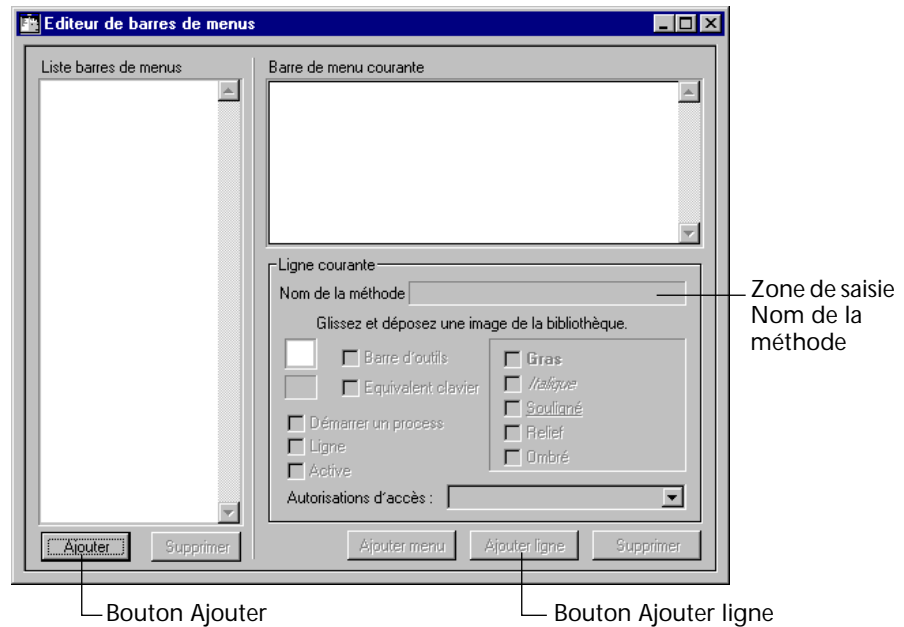 Editeur de barres de menus
Liste barres de menus
Barre de menu courante
Ligne courante
Nom de la méthode
Glissez et déposez une image de la bibliothèque.
Barre d'outils
Equivalent clavier
Démarrer un process
Ligne
Active
Gras
Italique
Souligné
Relief
Ombré
Autorisations d'accès :
Ajouter
Supprimer
Ajouter menu
Ajouter ligne
Supprimer
Zone de saisie
Nom de la
méthode
Bouton Ajouter
Bouton Ajouter ligne